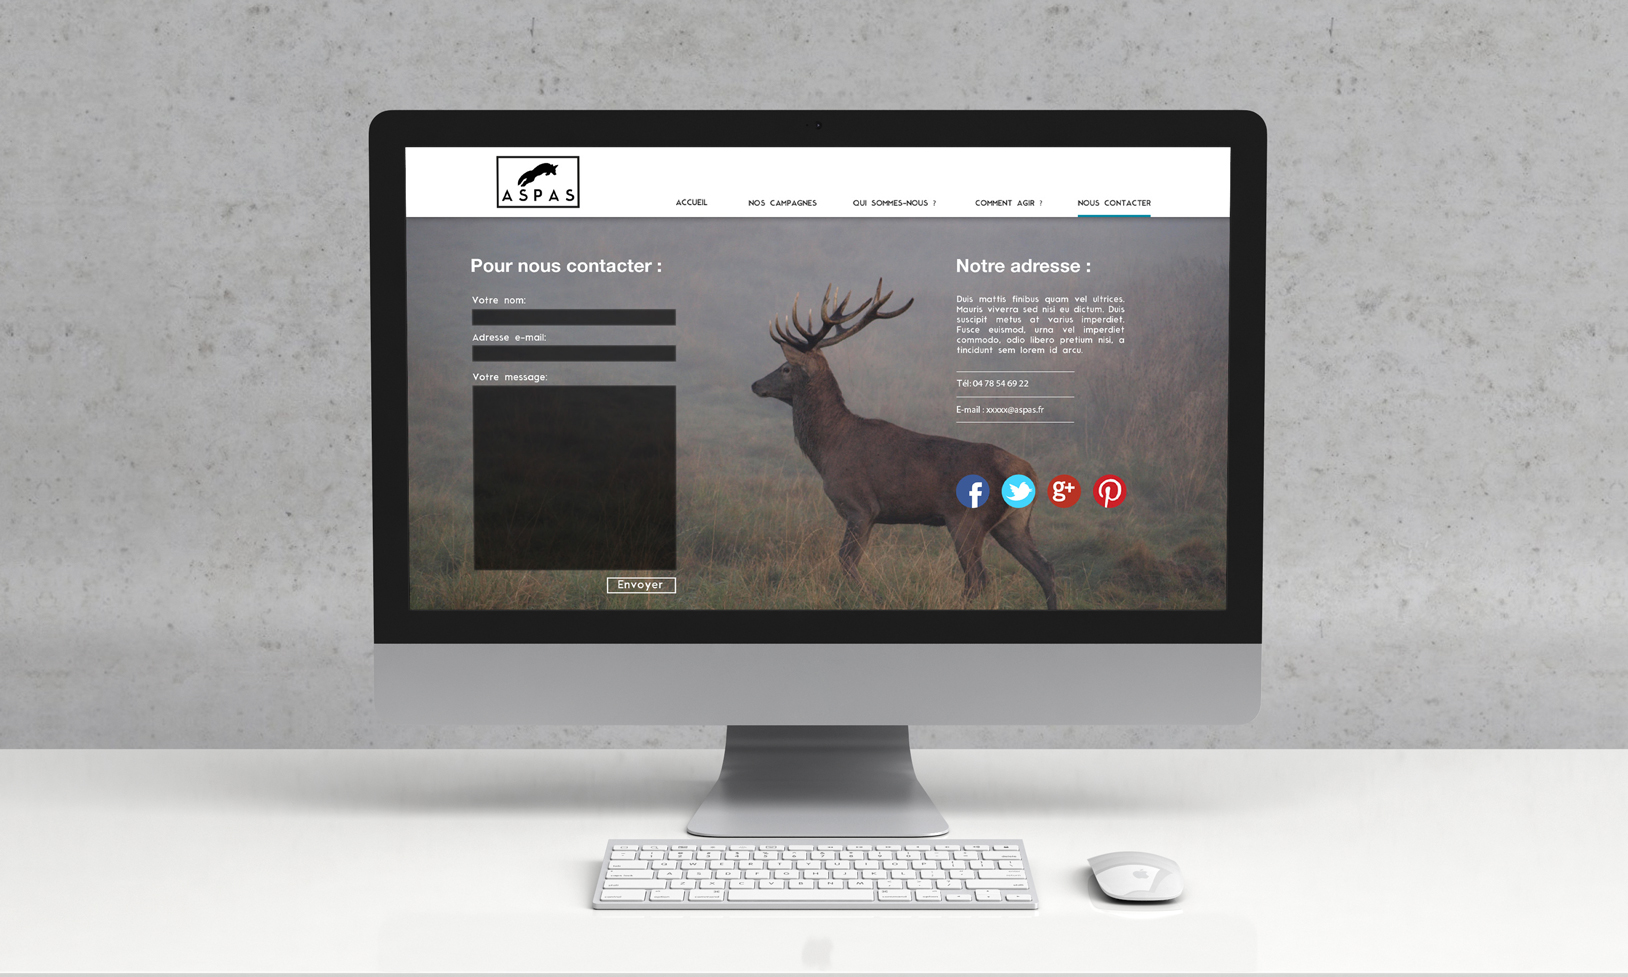 ASPAS
ACCUEIL NOS CAMPAGNES QUI SOMMES-NOUS ? COMMENT AGIR ? NOUS CONTACTER
Pour nous contacter :
Votre nom:
Adresse e-mail:
Votre message:
Envoyer
Notre adresse :
Duis mattis finibus quam vel ultrices.
Mauris viverra sed nisi eu dictum. Duis
suscipit metus at varius imperdiet.
Fusce euismod, urna vel imperdiet
commodo, odio libero pretium nisi, a
tincidunt sem lorem id arcu.
Tél: 04 78 54 69 22
E-mail : xxxxx@aspas.fr
f
g+